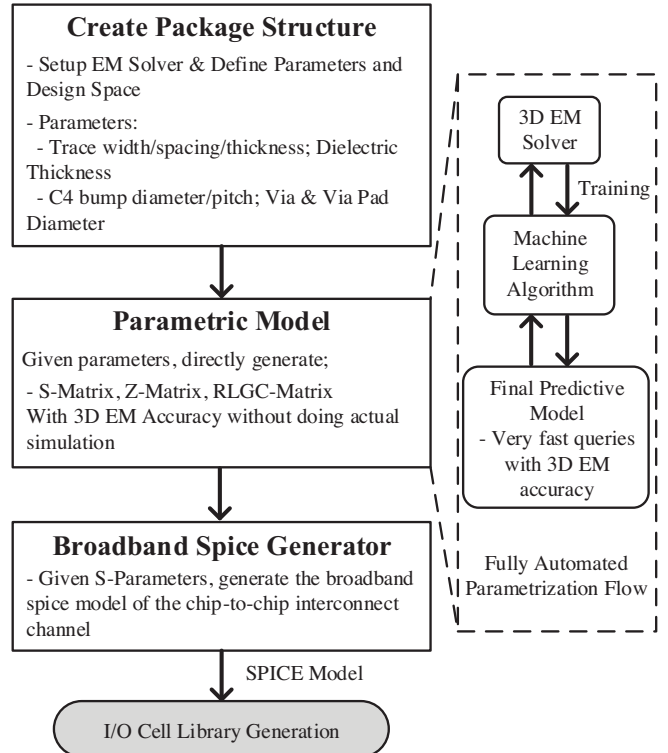 Create Package Structure
- Setup EM Solver & Define Parameters and
Design Space
- Parameters:
- Trace width/spacing/thickness; Dielectric
Thickness
- C4 bump diameter/pitch; Via & Via Pad
Diameter
Parametric Model
Given parameters, directly generate;
- S-Matrix, Z-Matrix, RLGC-Matrix
With 3D EM Accuracy without doing actual
simulation
Broadband Spice Generator
- Given S-Parameters, generate the broadband
spice model of the chip-to-chip interconnect
channel
SPICE Model
I/O Cell Library Generation
3D EM
Solver
Training
Machine
Learning
Algorithm
Final Predictive
Model
- Very fast queries
with 3D EM
accuracy
Fully Automated
Parametrization Flow